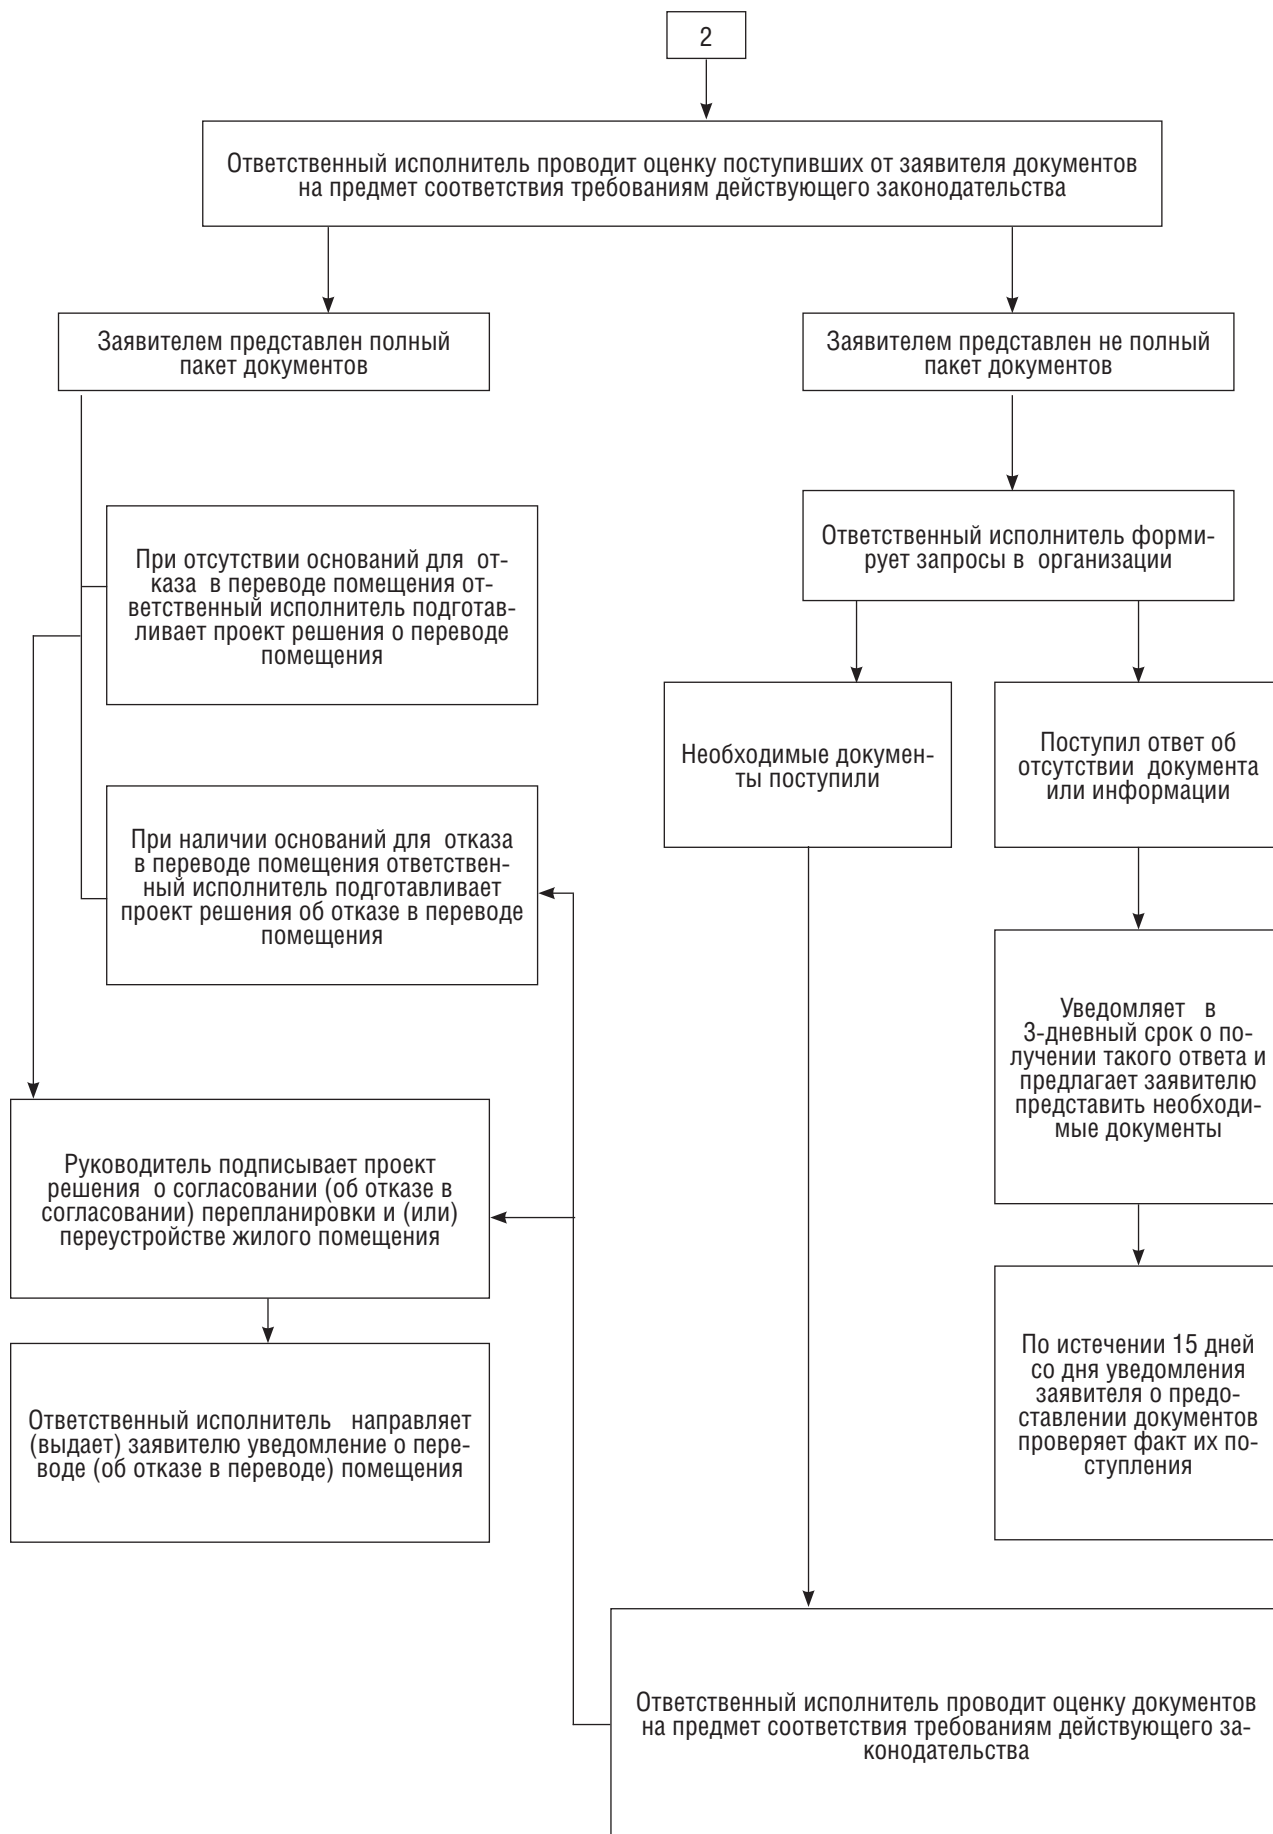 2
Ответственный исполнитель проводит оценку поступивших от заявителя документов
на предмет соответствия требованиям действующего законодательства
Заявителем представлен полный
пакет документов
Заявителем представлен не полный
пакет документов
При отсутствии оснований для от-
каза в переводе помещения от-
ветственный исполнитель подготав-
ливает проект решения о переводе
помещения
Ответственный исполнитель форми-
рует запросы в организации
Необходимые докумен-
ты поступили
Поступил ответ об
отсутствии документа
или информации
При наличии оснований для отказа
в переводе помещения ответствен-
ный исполнитель подготавливает
проект решения об отказе в переводе
помещения
Уведомляет в
3-дневный срок о по-
лучении такого ответа и
предлагает заявителю
представить необходи-
мые документы
Руководитель подписывает проект
решения о согласовании (об отказе в
согласовании) перепланировки и (или)
переустройстве жилого помещения
По истечении 15 дней
со дня уведомления
заявителя о предо-
ставлении документов
проверяет факт их по-
ступления
Ответственный исполнитель направляет
(выдает) заявителю уведомление о пере-
воде (об отказе в переводе) помещения
Ответственный исполнитель проводит оценку документов
на предмет соответствия требованиям действующего за-
конодательства